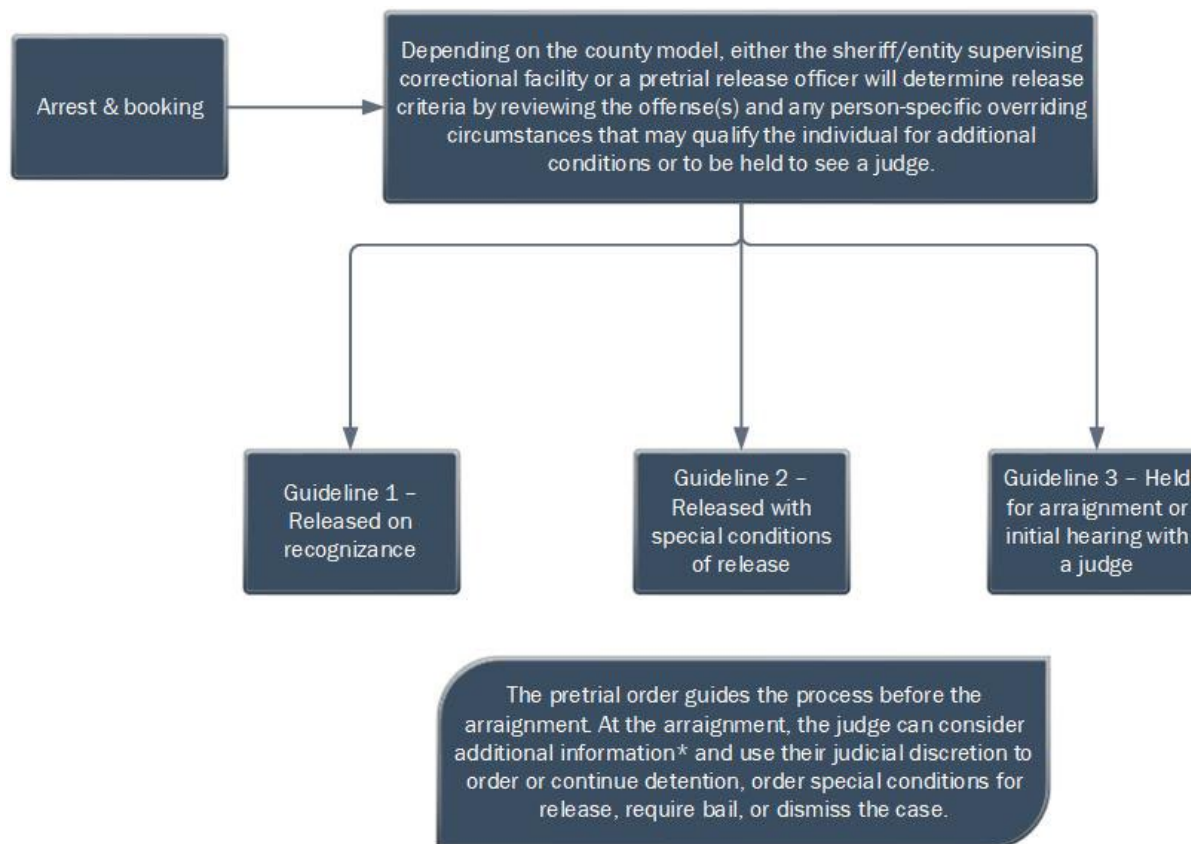 Arrest & booking
Depending on the county model, either the sheriff/entity supervising
correctional facility or a pretrial release officer will determine release
criteria by reviewing the offense(s) and any person-specific overriding
circumstances that may qualify the individual for additional
conditions or to be held to see a judge.
Guideline 1 –
Released on
recognizance
Guideline 2 –
Released with
special conditions
of release
Guideline 3 – Held
for arraignment or
initial hearing with
a judge
The pretrial order guides the process before the
arraignment. At the arraignment, the judge can consider
additional information* and use their judicial discretion to
order or continue detention, order special conditions for
release, require bail, or dismiss the case.